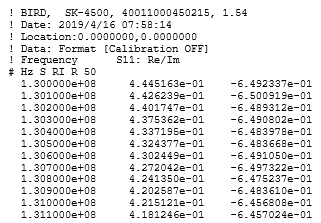 ! BIRD, SK-4500, 40011000450215, 1.54
! Date: 2019/4/16 07:58:14
! Location:0.0000000,0.0000000
! Data: Format [Calibration OFF]
! Frequency S11: Re/Im
# Hz S RI R 50
1.300000e+08 4.445163e-01 -6.492337e-01
1.301000e+08 4.426239e-01 -6.500919e-01
1.302000e+08 4.401747e-01 -6.489312e-01
1.303000e+08 4.375362e-01 -6.490802e-01
1.304000e+08 4.337195e-01 -6.483978e-01
1.305000e+08 4.324377e-01 -6.483668e-01
1.306000e+08 4.302449e-01 -6.491050e-01
1.307000e+08 4.272042e-01 -6.497322e-01
1.308000e+08 4.241350e-01 -6.475237e-01
1.309000e+08 4.202587e-01 -6.483610e-01
1.310000e+08 4.215121e-01 -6.456808e-01
1.311000e+08 4.181246e-01 -6.457024e-01